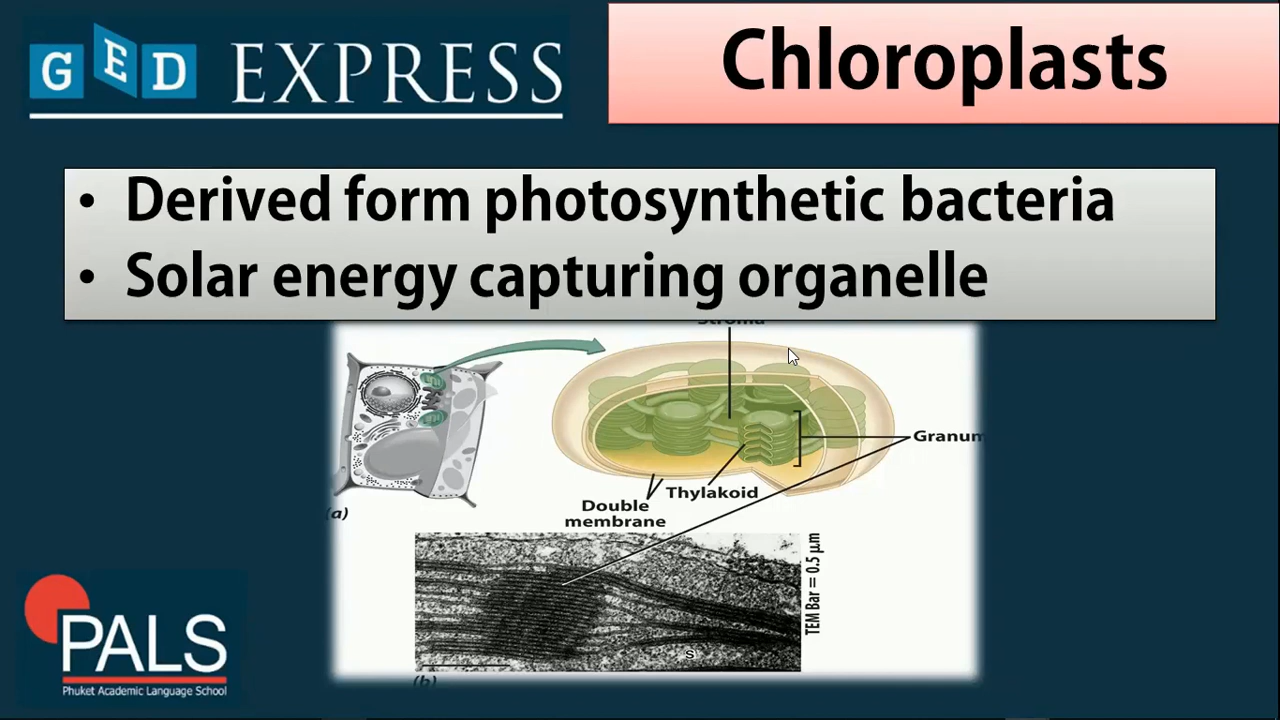 GED EXPRESS
Chloroplasts
• Derived form photosynthetic bacteria
• Solar energy capturing organelle
Stroma
Granum
Thylakoid
Double
membrane
(a)
TEM Bar = 0.5 µm
S
(b)
PALS
Phuket Academic Language School